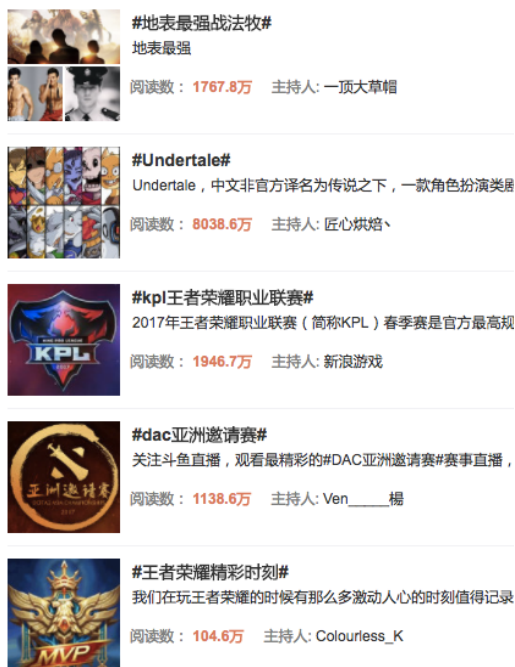 #地表最强战法牧#
地表最强
阅读数： 1767.8万 主持人: 一顶大草帽
#Undertale#
Undertale，中文非官方译名为传说之下，一款角色扮演类
阅读数： 8038.6万 主持人: 匠心烘焙丶
#kpl王者荣耀职业联赛#
2017年王者荣耀职业联赛（简称KPL）春季赛是官方最高规
KPL
阅读数： 1946.7万 主持人: 新浪游戏
#dac亚洲邀请赛#
关注斗鱼直播，观看最精彩的#DAC亚洲邀请赛#赛事直播，
亚洲邀请赛
2017
阅读数： 1138.6万 主持人: Ven_____楊
#王者荣耀精彩时刻#
我们在玩王者荣耀的时候有那么多激动人心的时刻值得记录
阅读数： 104.6万 主持人: Colourless_K
MVP